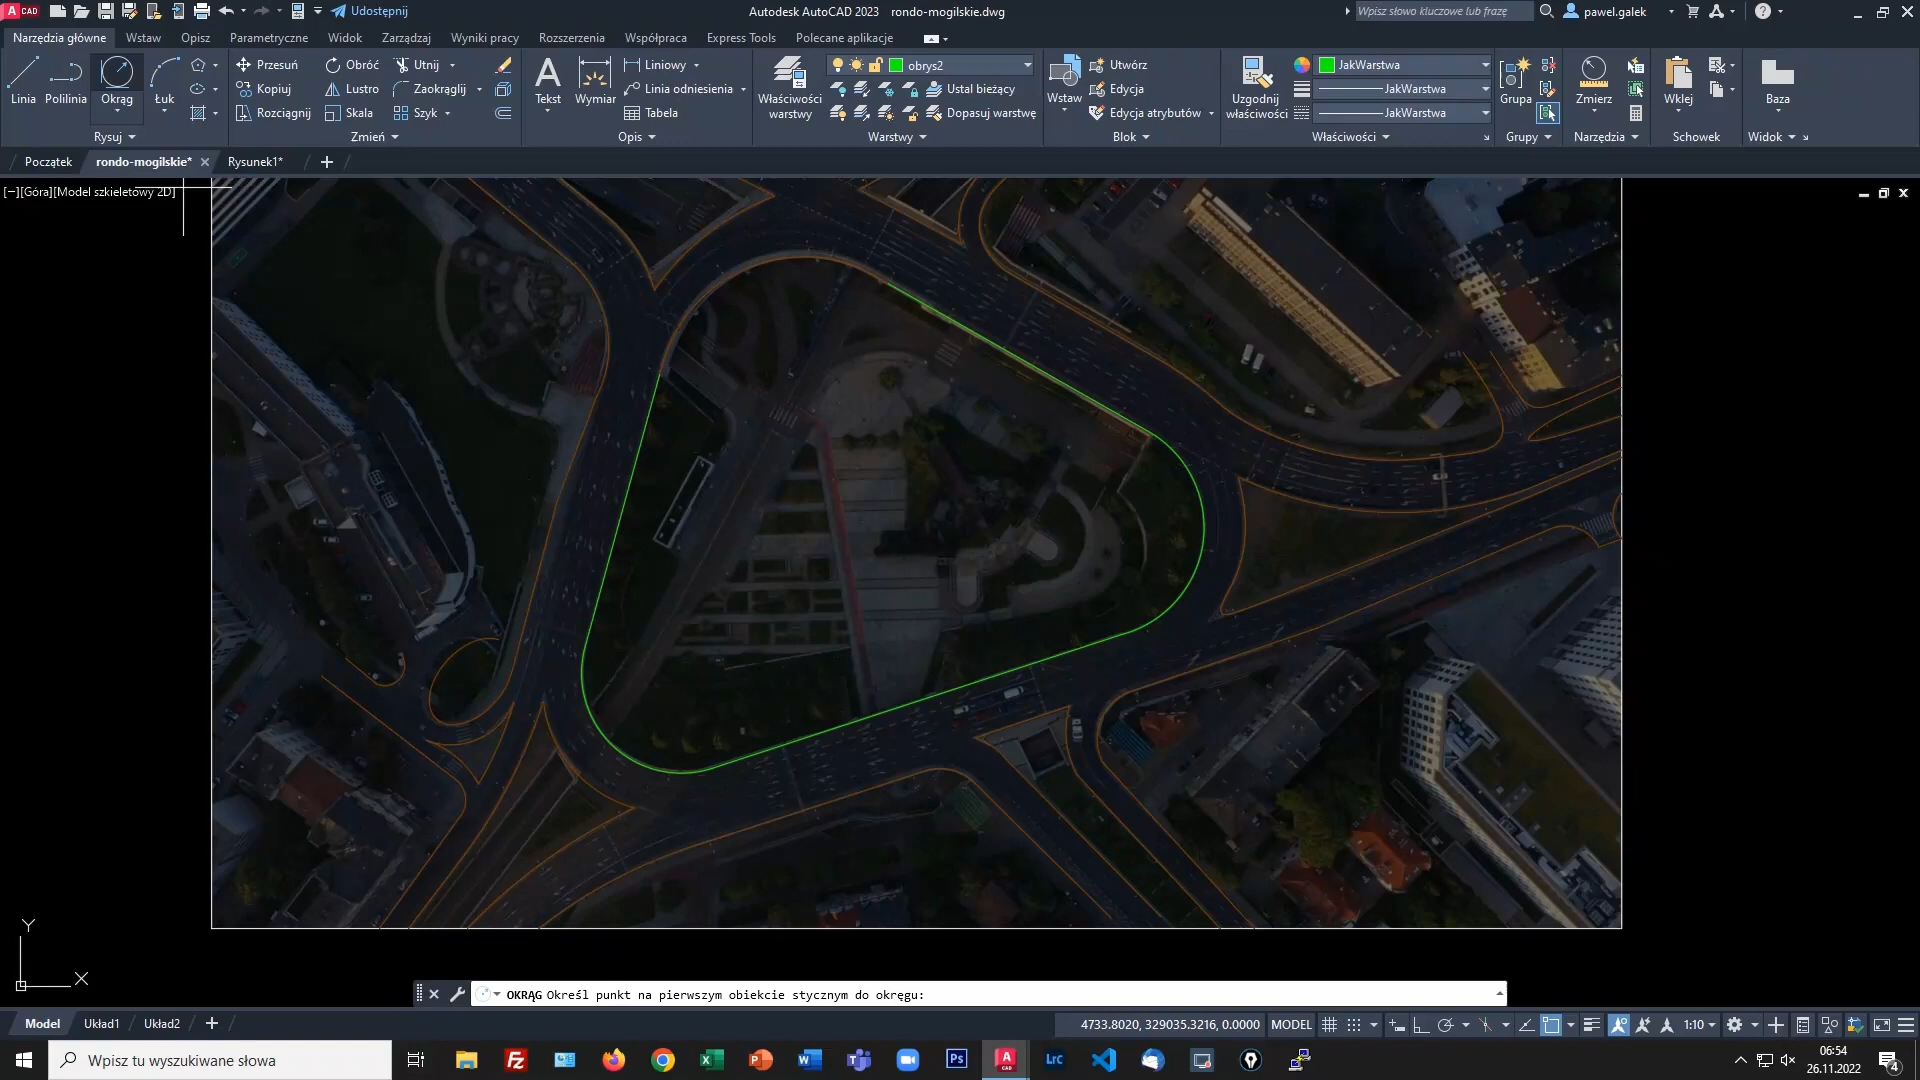 A CAD
Udostępnij
Autodesk AutoCAD 2023 rondo-mogilskie.dwg
Wpisz słowo kluczowe lub frazę
pawel.galek
Narzędzia główne Wstaw Opisz Parametryczne Widok Zarządzaj Wyniki pracy Rozszerzenia Współpraca Express Tools Polecane aplikacje
Linia Polilinia Okrąg Łuk
Przesuń Obróć Utnij
Kopiuj Lustro Zaokrąglij
Rozciągnij Skala Szyk
Tekst Wymiar
Liniowy
Linia odniesienia
Tabela
Właściwości warstwy
obrys2
Ustal bieżący
Dopasuj warstwę
Wstaw
Utwórz
Edycja
Edycja atrybutów
Uzgodnij właściwości
JakWarstwa
JakWarstwa
JakWarstwa
Grupa
Zmierz
Wklej
Baza
Rysuj Zmień Opis Warstwy Blok Właściwości Grupy Narzędzia Schowek Widok
Początek rondo-mogilskie* Rysunek1*
[−][Góra][Model szkieletowy 2D]
Y
X
OKRĄG Określ punkt na pierwszym obiekcie stycznym do okręgu:
Model Układ1 Układ2
4733.8020, 329035.3216, 0.0000 MODEL
1:10
Wpisz tu wyszukiwane słowa
Ps
A CAD
Lrc
06:54
26.11.2022
4